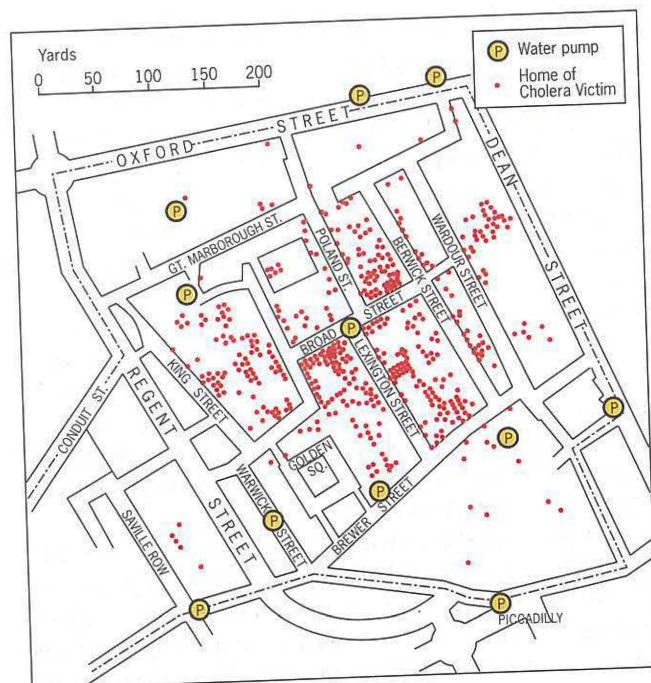 Yards
0 50 100 150 200
P Water pump
Home of
Cholera Victim
OXFORD STREET
DEAN STREET
GT. MARBOROUGH ST.
POLAND ST.
BERWICK STREET
WARDOUR STREET
BROAD STREET
LEXINGTON STREET
KING STREET
REGENT STREET
CONDUIT ST.
GOLDEN
SQ.
WARWICK STREET
BREWER STREET
SAVILLE ROW
PICCADILLY
P
P
P
P
P
P
P
P
P
P
P